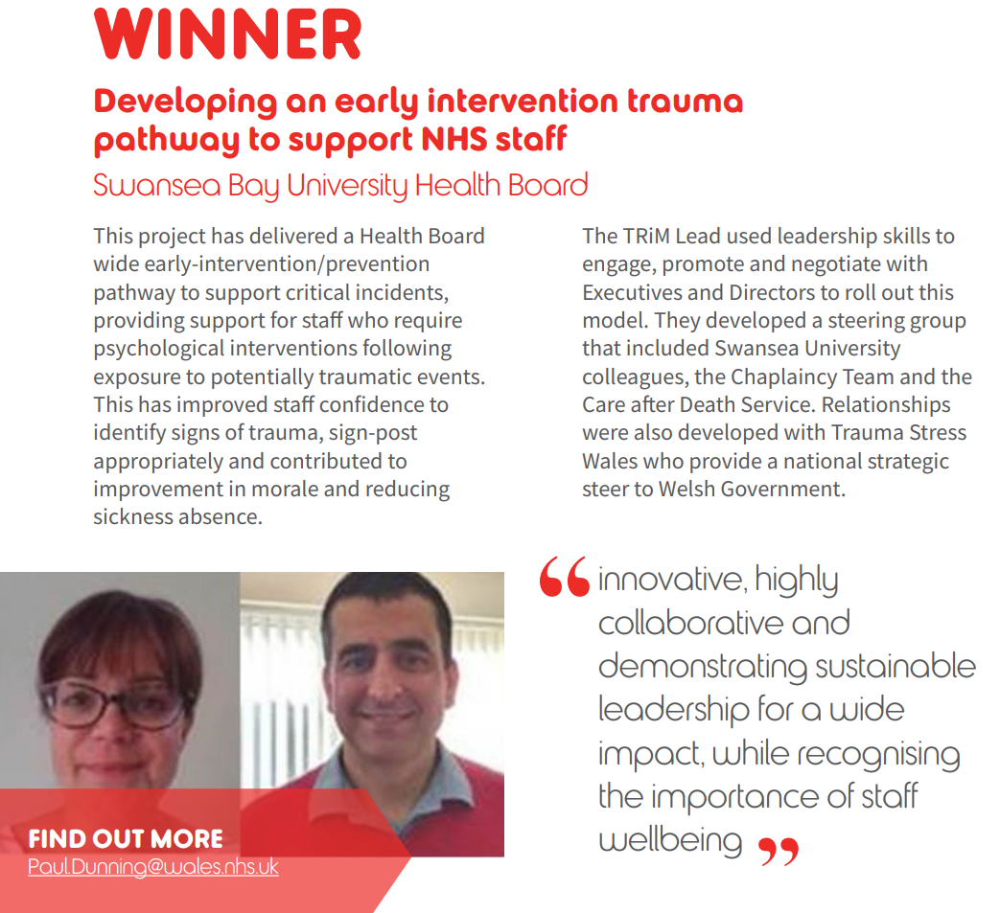 WINNER
Developing an early intervention trauma
pathway to support NHS staff
Swansea Bay University Health Board
This project has delivered a Health Board
wide early-intervention/prevention
pathway to support critical incidents,
providing support for staff who require
psychological interventions following
exposure to potentially traumatic events.
This has improved staff confidence to
identify signs of trauma, sign-post
appropriately and contributed to
improvement in morale and reducing
sickness absence.
The TRiM Lead used leadership skills to
engage, promote and negotiate with
Executives and Directors to roll out this
model. They developed a steering group
that included Swansea University
colleagues, the Chaplaincy Team and the
Care after Death Service. Relationships
were also developed with Trauma Stress
Wales who provide a national strategic
steer to Welsh Government.
“innovative, highly
collaborative and
demonstrating sustainable
leadership for a wide
impact, while recognising
the importance of staff
wellbeing”
FIND OUT MORE
Paul.Dunning@wales.nhs.uk